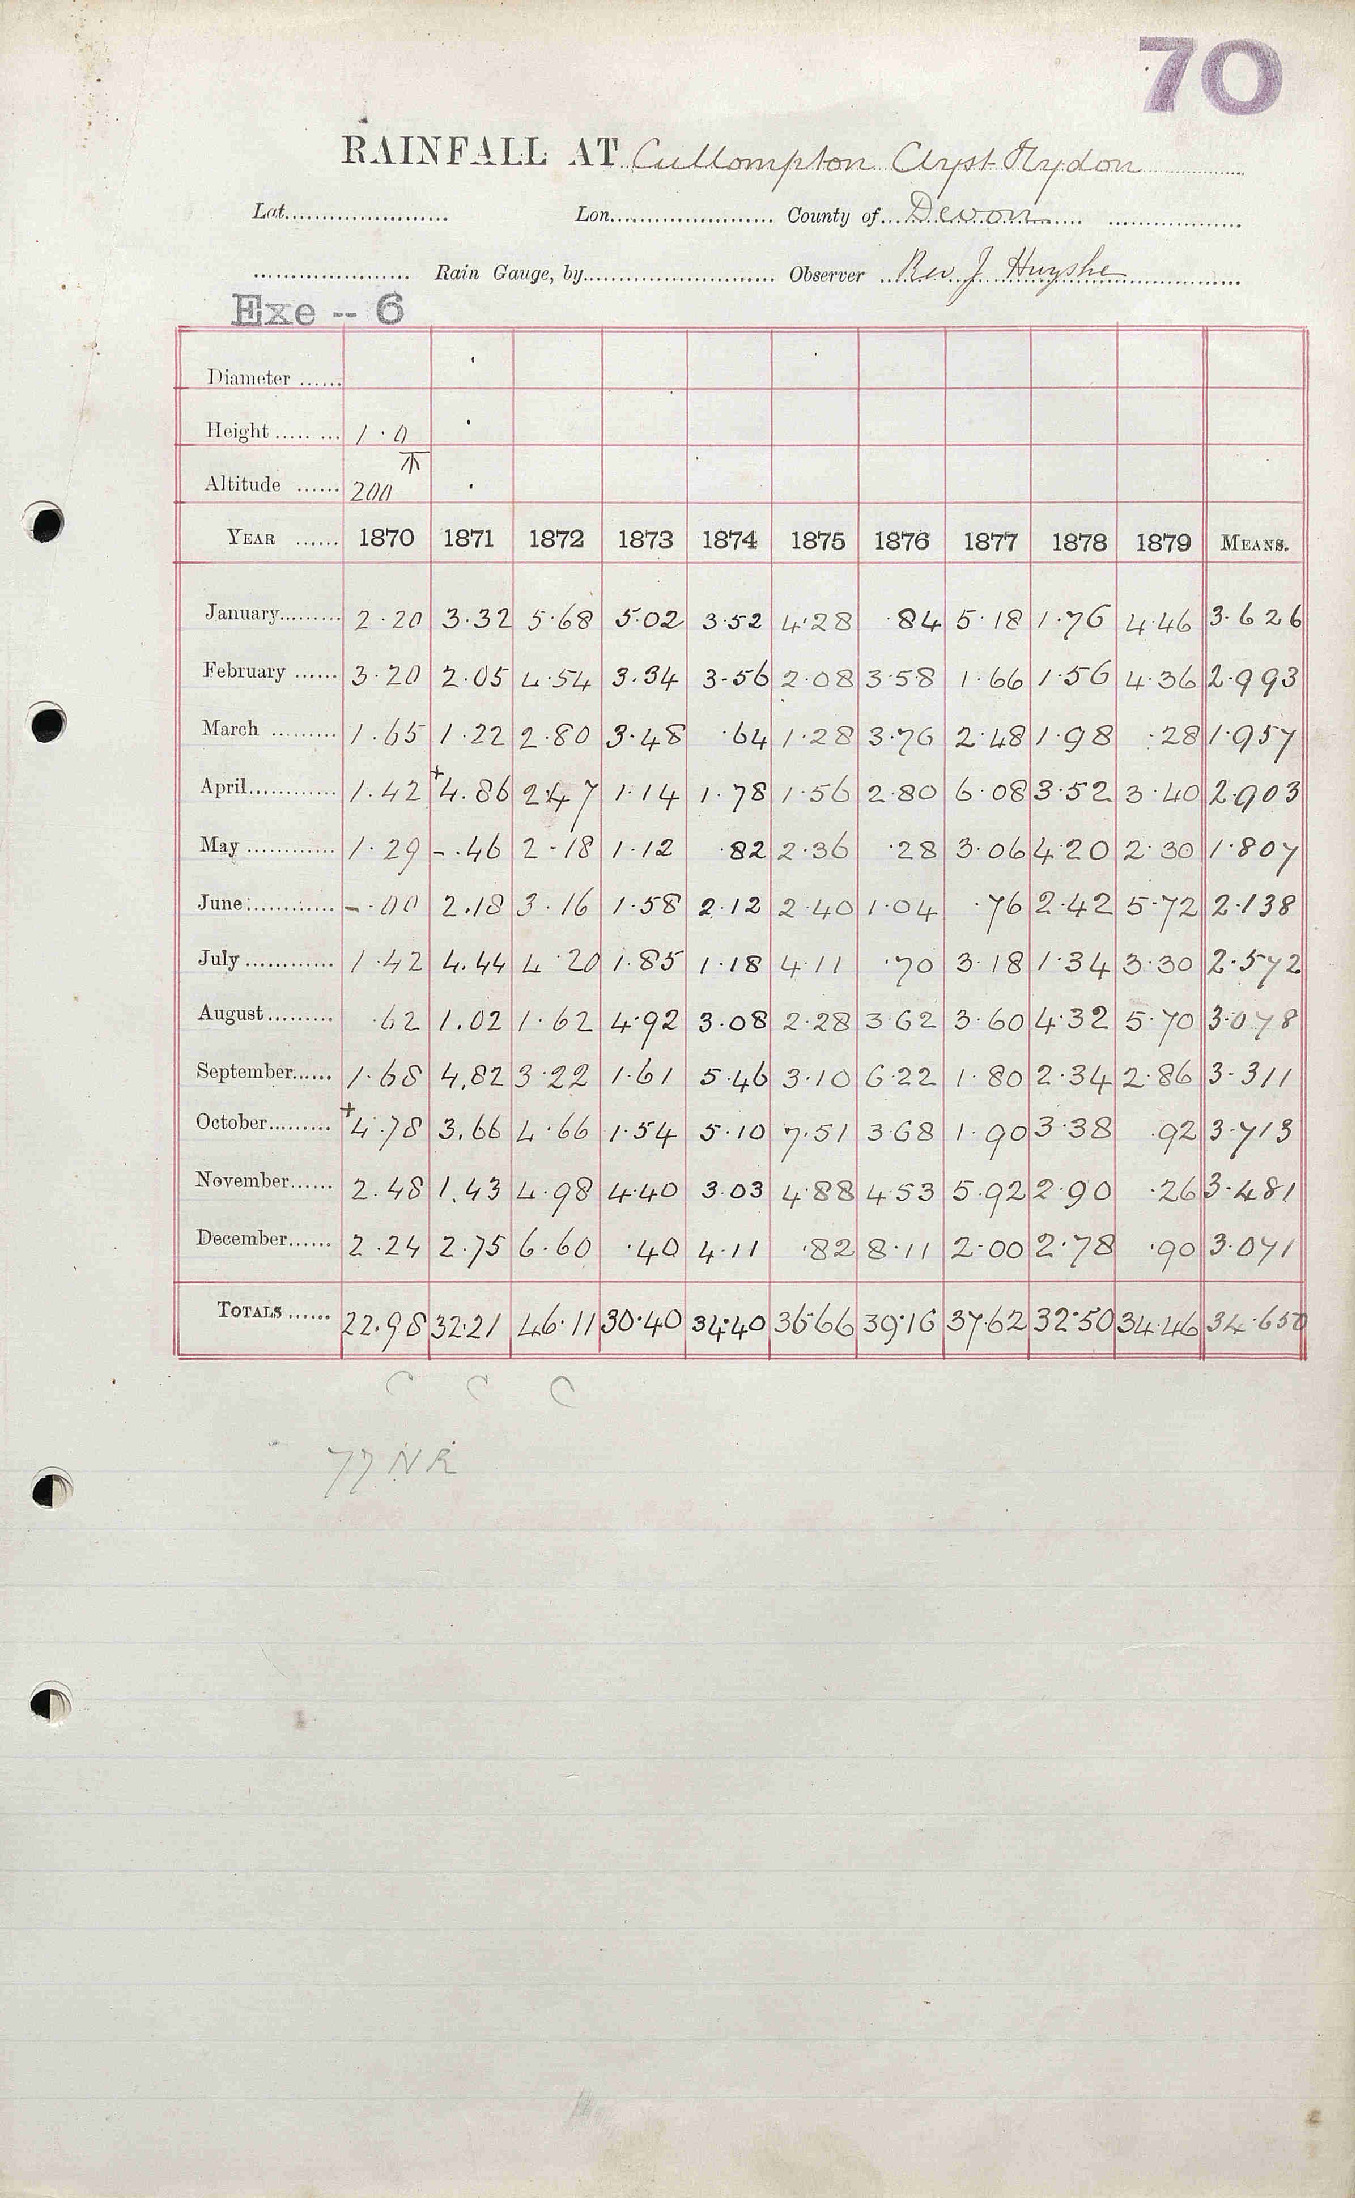 70
RAINFALL AT Cullompton Clyst Hydon
Lat. Lon. County of Devon
Rain Gauge, by Observer Rev J Huyshe
Exe -- 6
Diameter
Height 1·0
Altitude 200
YEAR 1870 1871 1872 1873 1874 1875 1876 1877 1878 1879 MEANS.
January 2·20 3·32 5·68 5·02 3·52 4·28 ·84 5·18 1·76 4·46 3·626
February 3·20 2·05 4·54 3·34 3·56 2·08 3·58 1·66 1·56 4·36 2·993
March 1·65 1·22 2·80 3·48 ·64 1·28 3·76 2·48 1·98 ·28 1·957
April 1·42 +4·86 2·47 1·14 1·78 1·56 2·80 6·08 3·52 3·40 2·903
May 1·29 -·46 2·18 1·12 ·82 2·36 ·28 3·06 4·20 2·30 1·807
June -·00 2·18 3·16 1·58 2·12 2·40 1·04 ·76 2·42 5·72 2·138
July 1·42 4·44 4·20 1·85 1·18 4·11 ·70 3·18 1·34 3·30 2·572
August ·62 1·02 1·62 4·92 3·08 2·28 3·62 3·60 4·32 5·70 3·078
September 1·68 4·82 3·22 1·61 5·46 3·10 6·22 1·80 2·34 2·86 3·311
October +4·78 3·66 4·66 1·54 5·10 7·51 3·68 1·90 3·38 ·92 3·713
November 2·48 1·43 4·98 4·40 3·03 4·88 4·53 5·92 2·90 ·26 3·481
December 2·24 2·75 6·60 ·40 4·11 ·82 8·11 2·00 2·78 ·90 3·071
TOTALS 22·98 32·21 46·11 30·40 34·40 36·66 39·16 37·62 32·50 34·46 34·650
C C C
77 NR